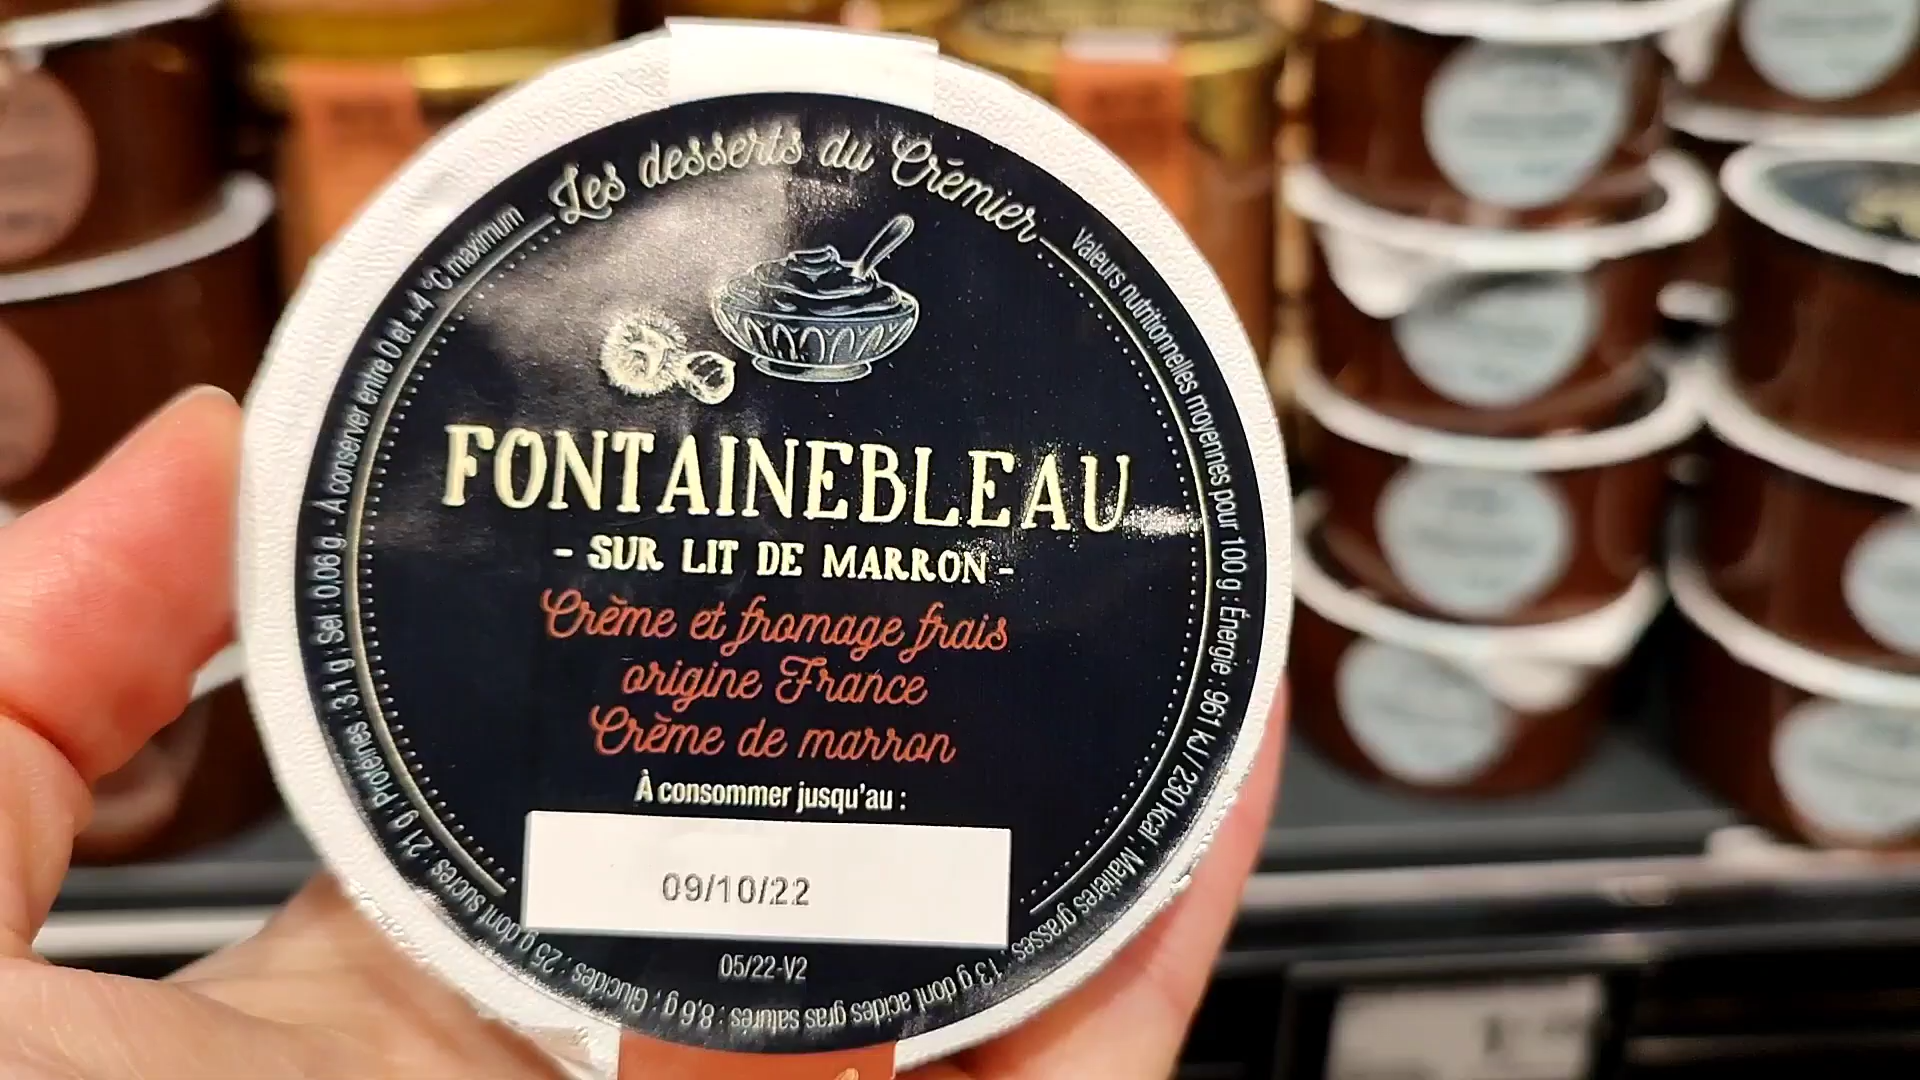 Les desserts du Crémier
FONTAINEBLEAU
- SUR LIT DE MARRON -
Crème et fromage frais
origine France
Crème de marron
À consommer jusqu'au :
09/10/22
05/22-V2
Valeurs nutritionnelles moyennes pour 100 g : Énergie : 961 kJ / 230 kcal ; Matières grasses : 13 g dont acides gras saturés : 8,6 g ; Glucides : 25 g dont sucres : 21 g ; Protéines : 3,1 g ; Sel : 0,06 g. - À conserver entre 0 et +4 °C maximum